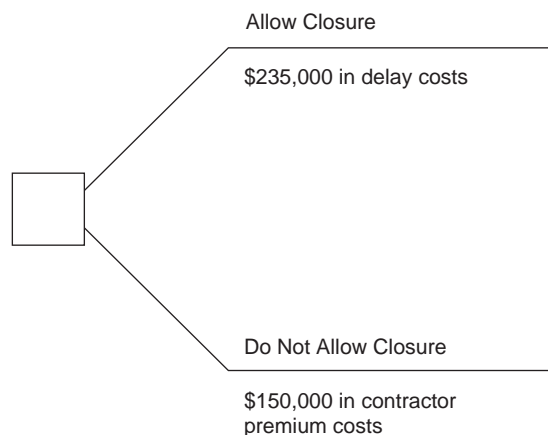 Allow Closure
$235,000 in delay costs
Do Not Allow Closure
$150,000 in contractor
premium costs